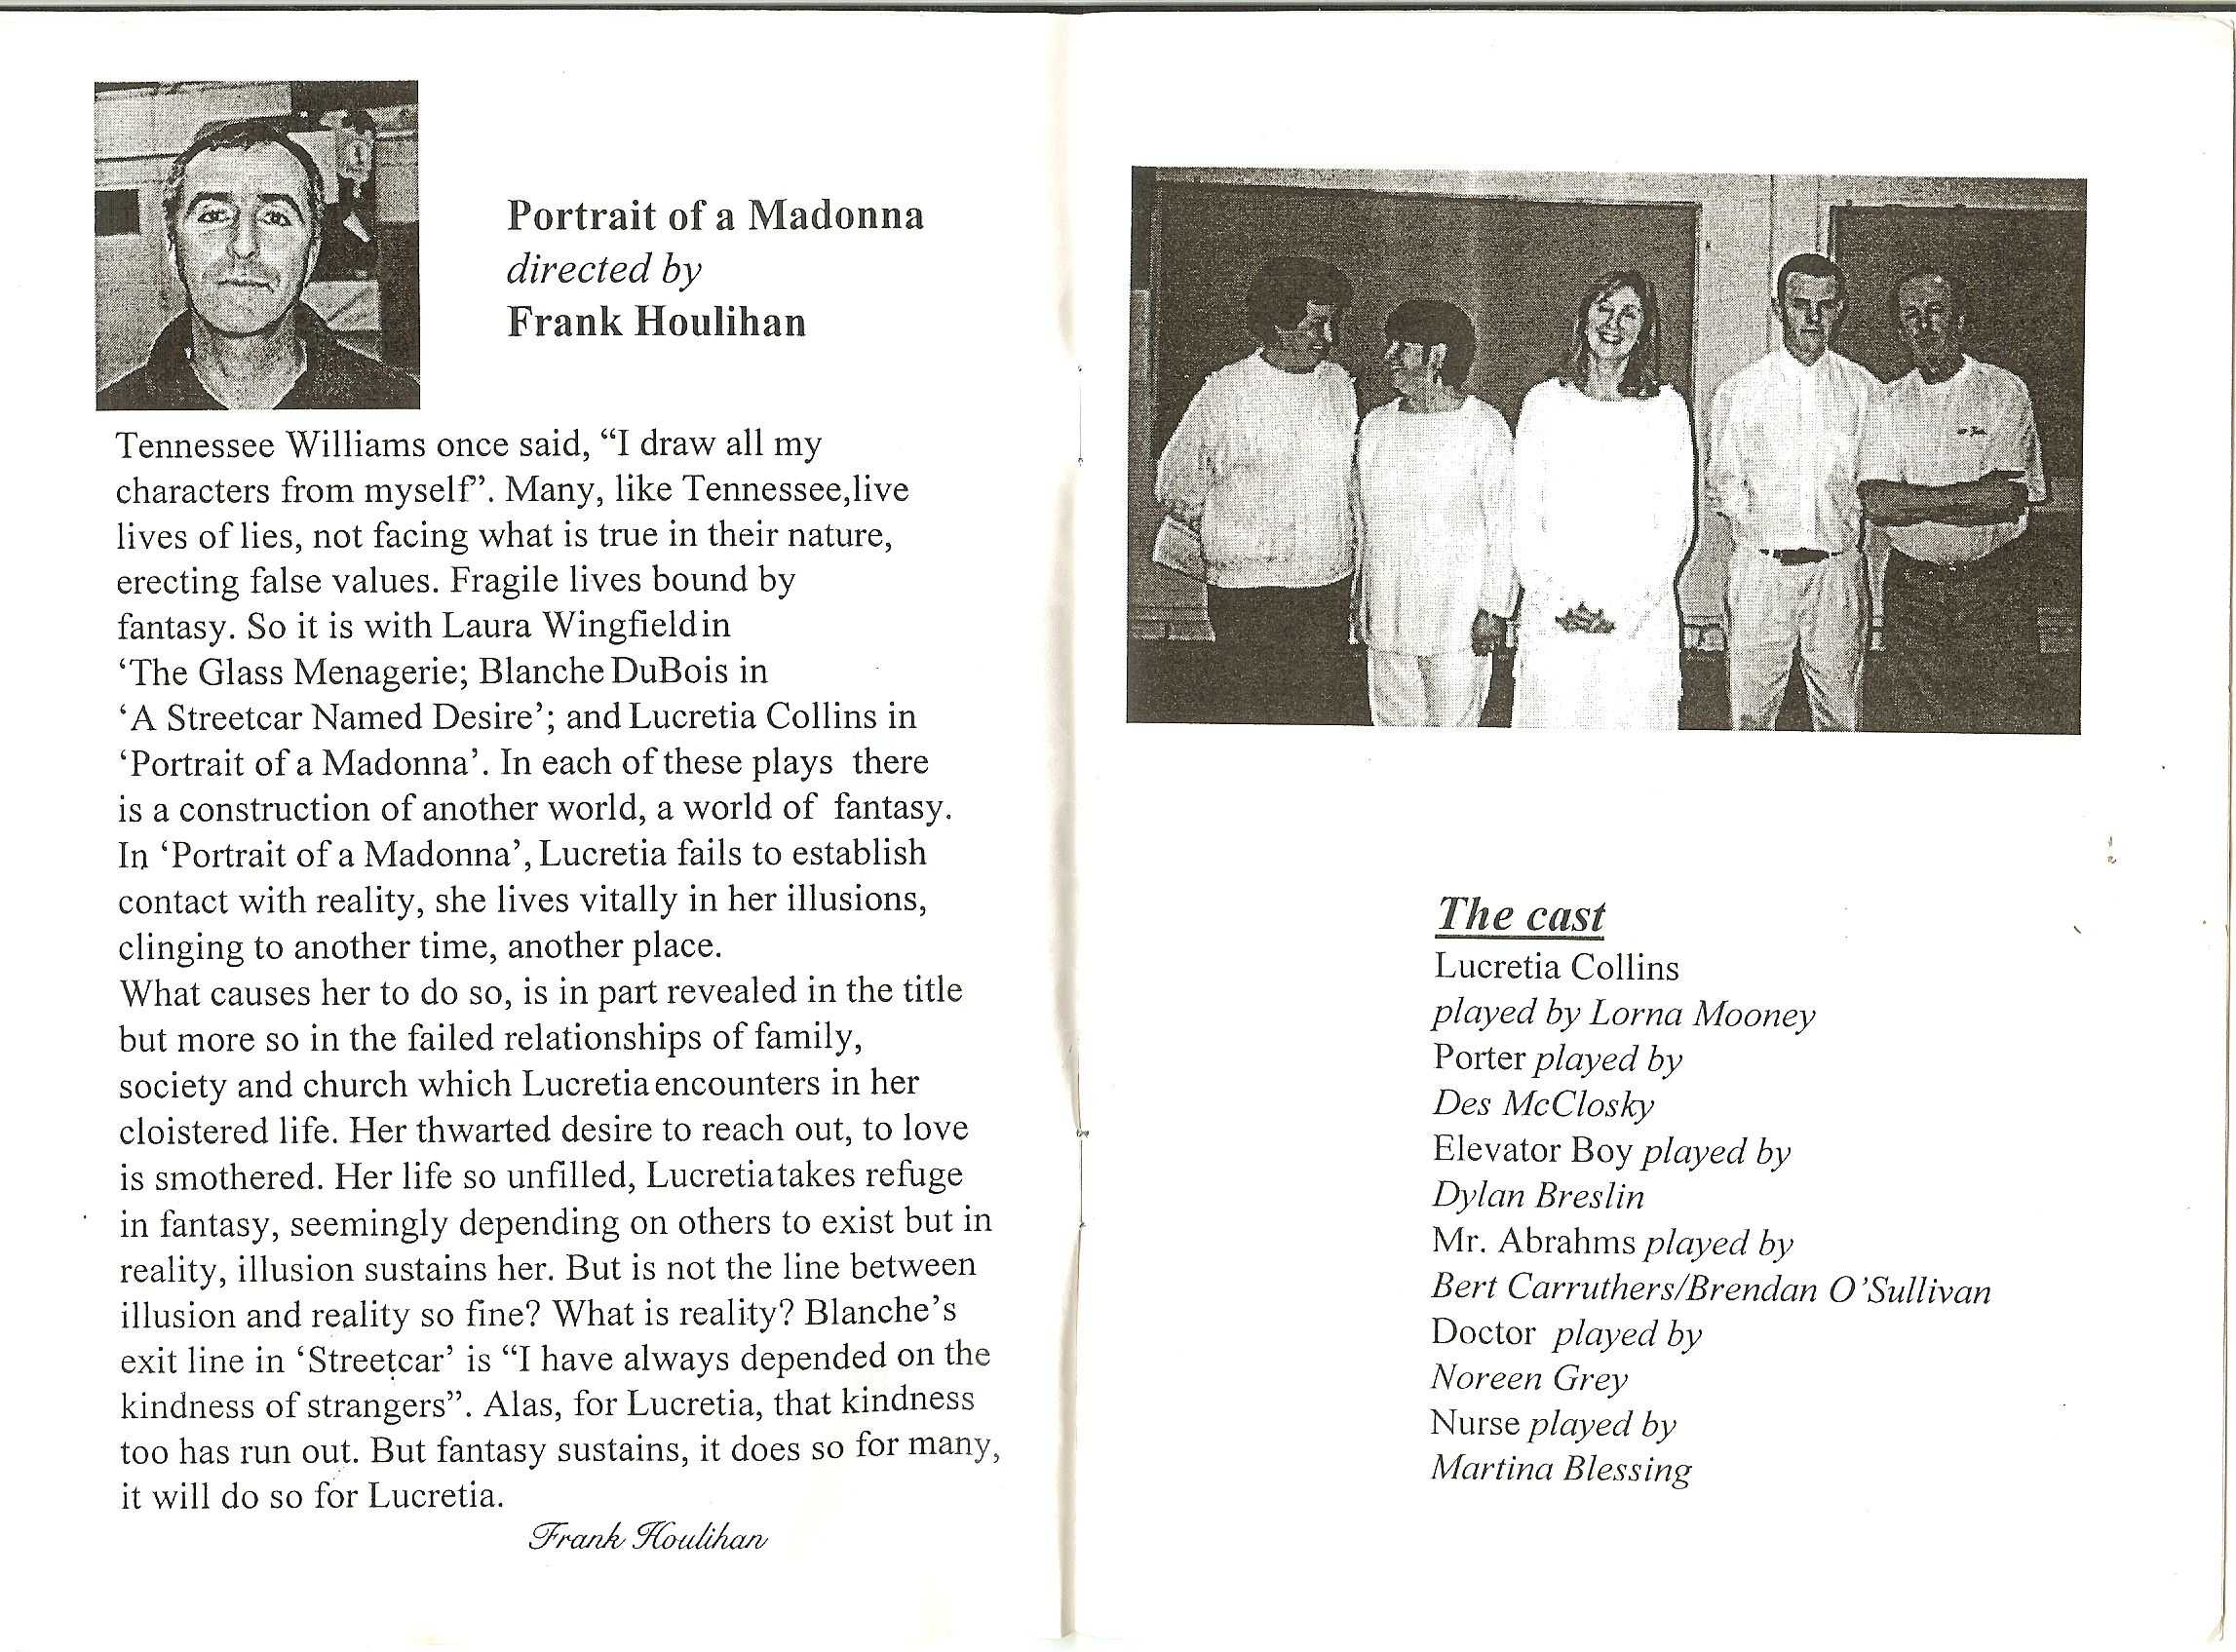 Portrait of a Madonna
directed by
Frank Houlihan
Tennessee Williams once said, “I draw all my
characters from myself”. Many, like Tennessee,live
lives of lies, not facing what is true in their nature,
erecting false values. Fragile lives bound by
fantasy. So it is with Laura Wingfield in
‘The Glass Menagerie; Blanche DuBois in
‘A Streetcar Named Desire’; and Lucretia Collins in
‘Portrait of a Madonna’. In each of these plays there
is a construction of another world, a world of fantasy.
In ‘Portrait of a Madonna’, Lucretia fails to establish
contact with reality, she lives vitally in her illusions,
clinging to another time, another place.
What causes her to do so, is in part revealed in the title
but more so in the failed relationships of family,
society and church which Lucretia encounters in her
cloistered life. Her thwarted desire to reach out, to love
is smothered. Her life so unfilled, Lucretia takes refuge
in fantasy, seemingly depending on others to exist but in
reality, illusion sustains her. But is not the line between
illusion and reality so fine? What is reality? Blanche’s
exit line in ‘Streetcar’ is “I have always depended on the
kindness of strangers”. Alas, for Lucretia, that kindness
too has run out. But fantasy sustains, it does so for many,
it will do so for Lucretia.
Frank Houlihan
The cast
Lucretia Collins
played by Lorna Mooney
Porter played by
Des McClosky
Elevator Boy played by
Dylan Breslin
Mr. Abrahms played by
Bert Carruthers/Brendan O’Sullivan
Doctor played by
Noreen Grey
Nurse played by
Martina Blessing